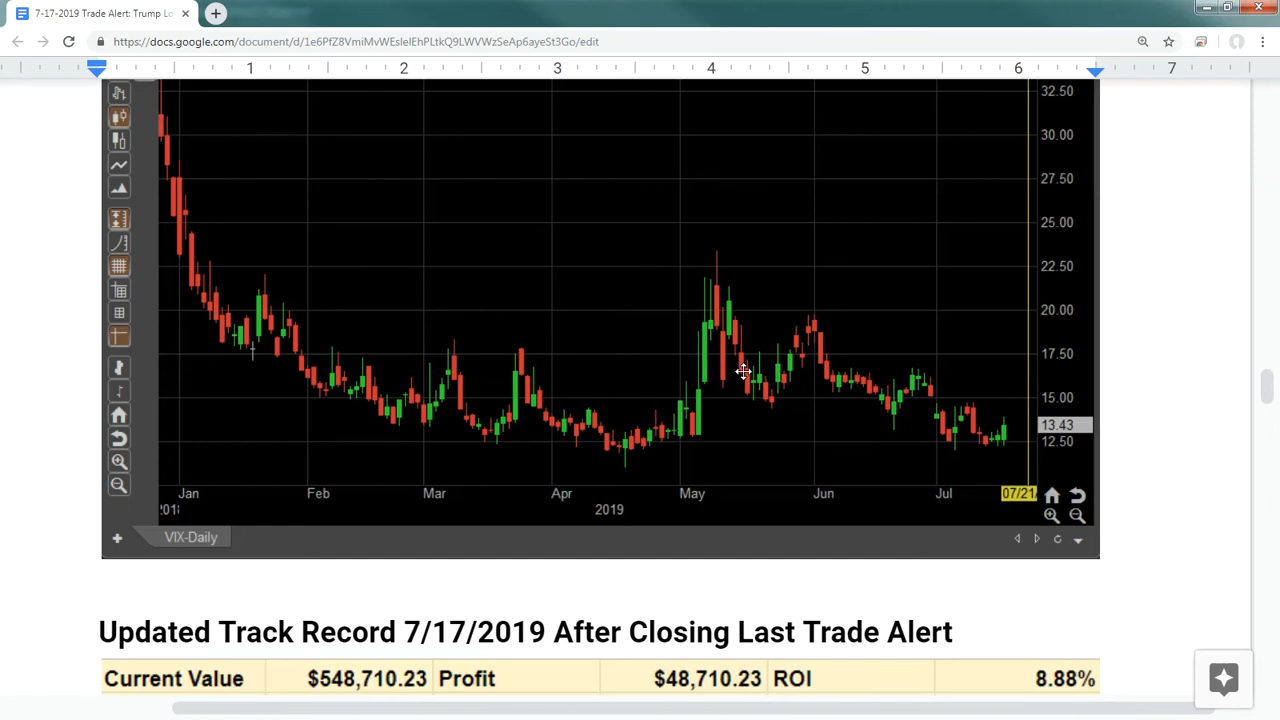 7-17-2019 Trade Alert: Trump Lo
https://docs.google.com/document/d/1e6PfZ8VmiMvWEslelEhPLtkQ9LWVWzSeAp6ayeSt3Go/edit
1 2 3 4 5 6 7
32.50
30.00
27.50
25.00
22.50
20.00
17.50
15.00
13.43
12.50
Jan Feb Mar Apr May Jun Jul 07/21/
2019
VIX-Daily
Updated Track Record 7/17/2019 After Closing Last Trade Alert
Current Value $548,710.23 Profit $48,710.23 ROI 8.88%